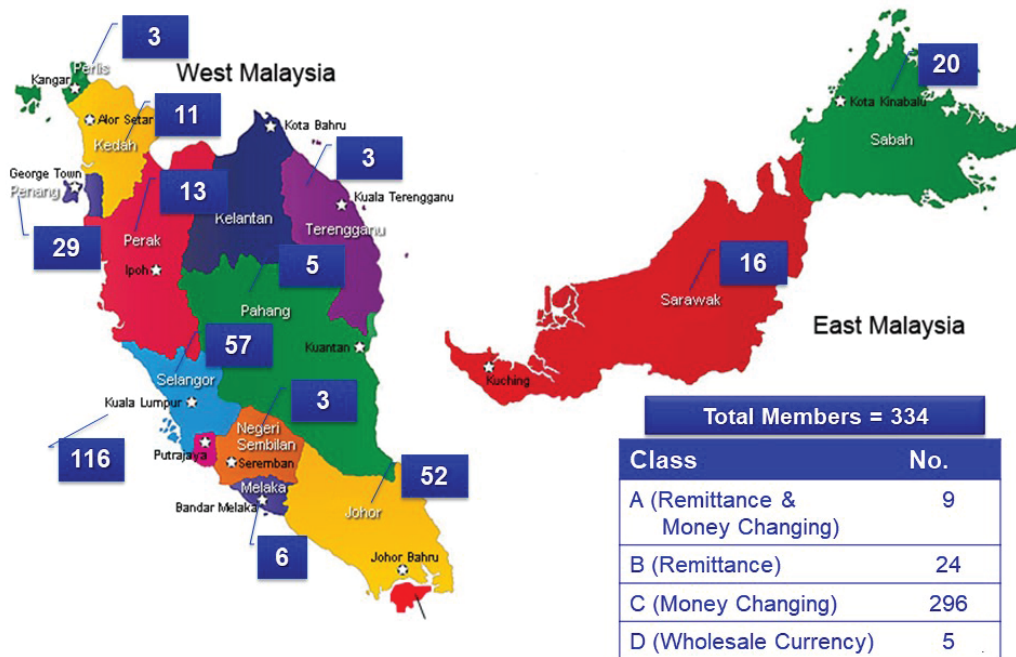 3
Perlis
Kangar
West Malaysia
Alor Setar
11
Kedah
Kota Bahru
George Town
Penang
13
3
Kuala Terengganu
Kelantan
Terengganu
Perak
29
Ipoh
5
Pahang
57
Kuantan
Selangor
Kuala Lumpur
3
Negeri
Sembilan
116
Putrajaya
Seremban
52
Melaka
Bandar Melaka
Johor
6
Johor Bahru
20
Kota Kinabalu
Sabah
16
Sarawak
East Malaysia
Kuching
Total Members = 334
Class No.
A (Remittance & 9
Money Changing)
B (Remittance) 24
C (Money Changing) 296
D (Wholesale Currency) 5